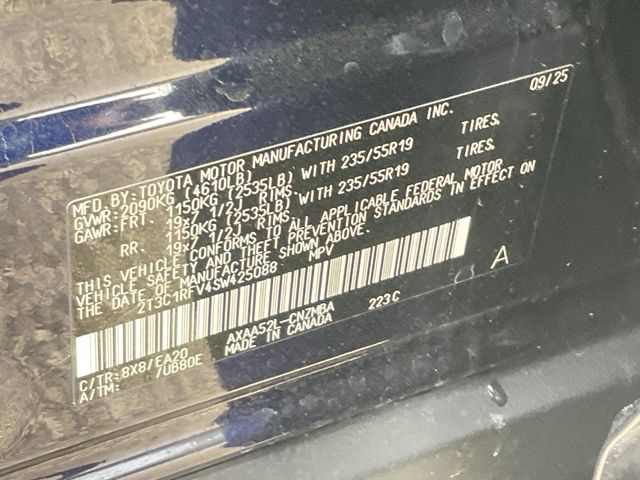 MFD.BY:TOYOTA MOTOR MANUFACTURING CANADA INC. 09/25
GVWR:2090KG (4610LB)
GAWR:FRT. 1150KG (2535LB) WITH 235/55R19 TIRES.
19x7 1/2J RIMS.
RR. 1150KG (2535LB) WITH 235/55R19 TIRES.
19x7 1/2J RIMS.
THIS VEHICLE CONFORMS TO ALL APPLICABLE FEDERAL MOTOR
VEHICLE SAFETY AND THEFT PREVENTION STANDARDS IN EFFECT ON
THE DATE OF MANUFACTURE SHOWN ABOVE.
2T3C1RFV4SW425088 MPV
A
AXAA52L-CNZMBA 223C
C/TR:8X8/EA20 MADE IN CANADA
A/TM: /UB80E